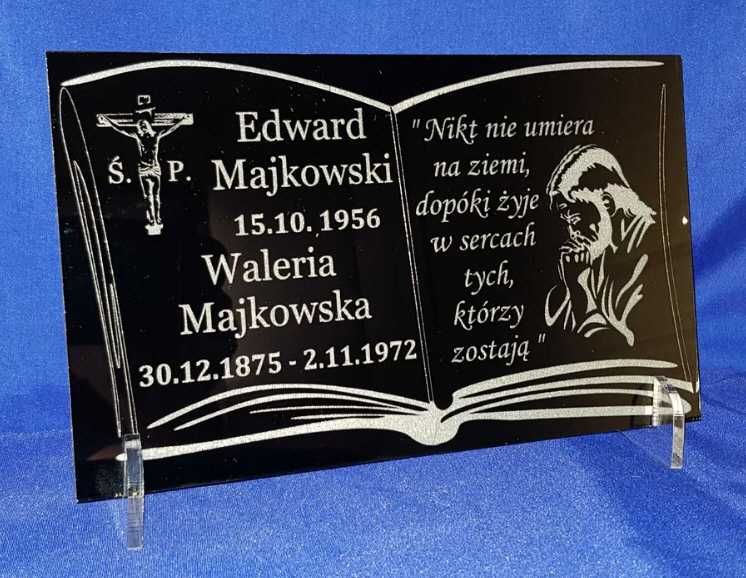 Ś. P.
Edward
Majkowski
15.10. 1956
Waleria
Majkowska
30.12.1875 - 2.11.1972
" Nikt nie umiera
na ziemi,
dopóki żyje
w sercach
tych,
którzy
zostają "